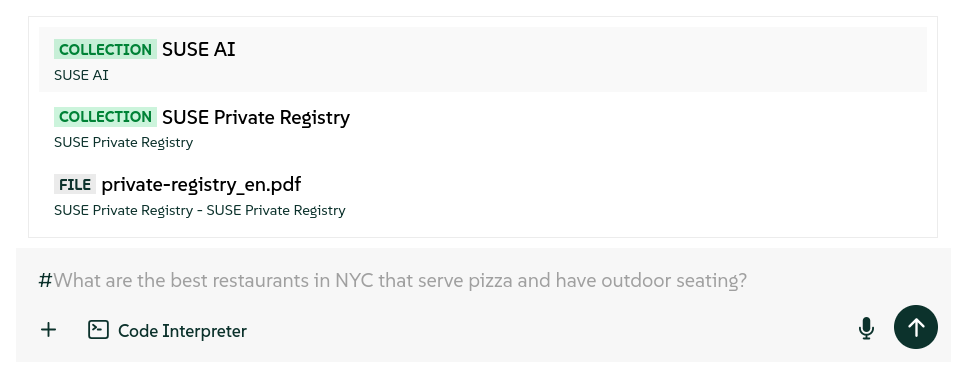 COLLECTION SUSE AI
SUSE AI
COLLECTION SUSE Private Registry
SUSE Private Registry
FILE private-registry_en.pdf
SUSE Private Registry - SUSE Private Registry
#What are the best restaurants in NYC that serve pizza and have outdoor seating?
Code Interpreter